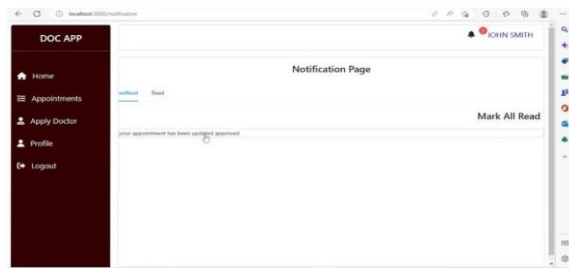 localhost:3000/notification
DOC APP
JOHN SMITH
Home
Appointments
Apply Doctor
Profile
Logout
Notification Page
unRead Read
Mark All Read
your appointment has been updated approved